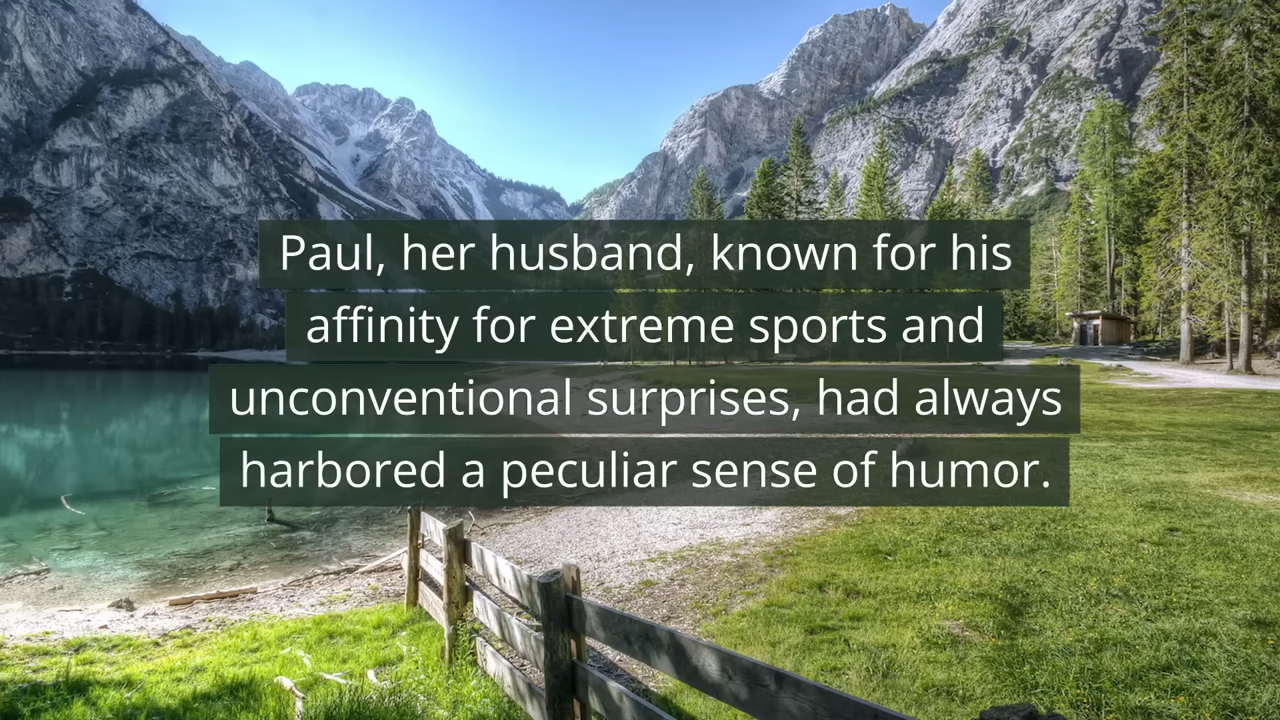 Paul, her husband, known for his
affinity for extreme sports and
unconventional surprises, had always
harbored a peculiar sense of humor.